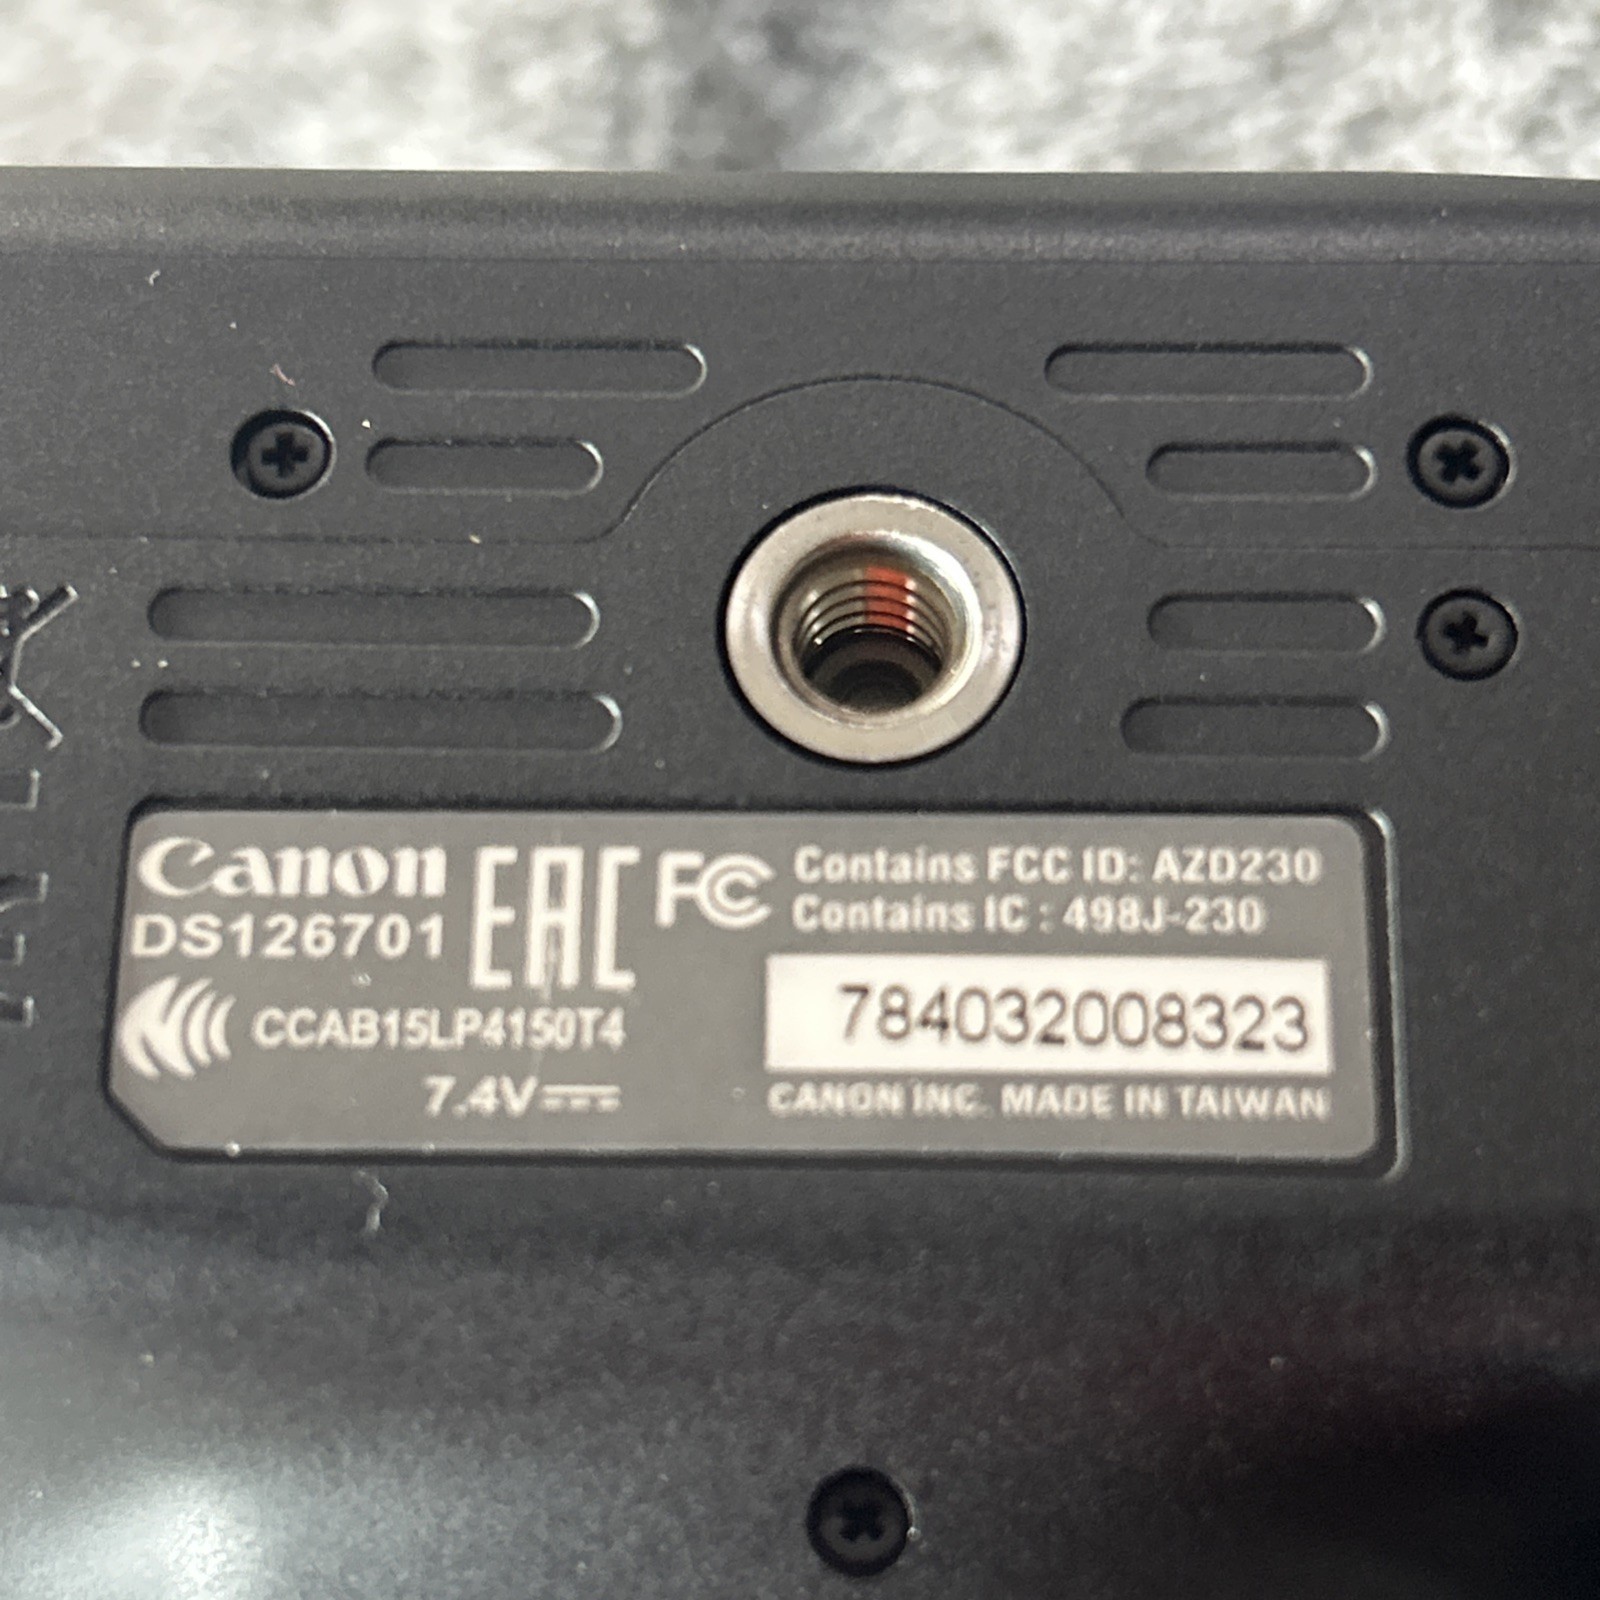 Canon
DS126701
EAC
FC
Contains FCC ID: AZD230
Contains IC : 498J-230
CCAB15LP4150T4
7.4V
784032008323
CANON INC. MADE IN TAIWAN